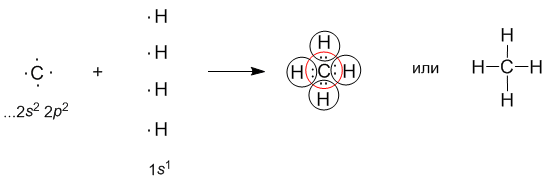 ·H
·H
·C· + ·H
·H
...2s² 2p²
1s¹
H
H :C: H
H
или
H
H–C–H
H